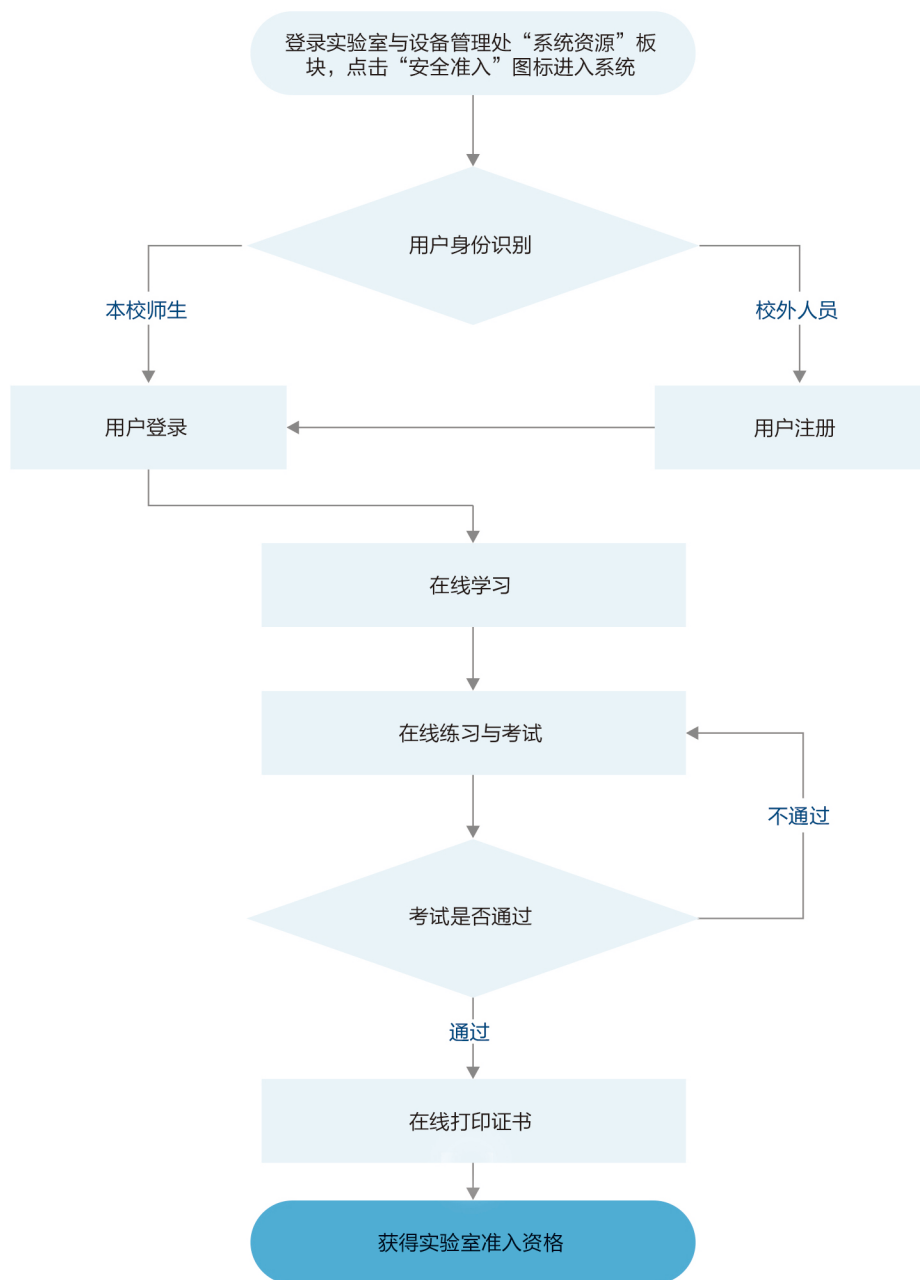 登录实验室与设备管理处“系统资源”板
块，点击“安全准入”图标进入系统
用户身份识别
本校师生
校外人员
用户登录
用户注册
在线学习
在线练习与考试
不通过
考试是否通过
通过
在线打印证书
获得实验室准入资格